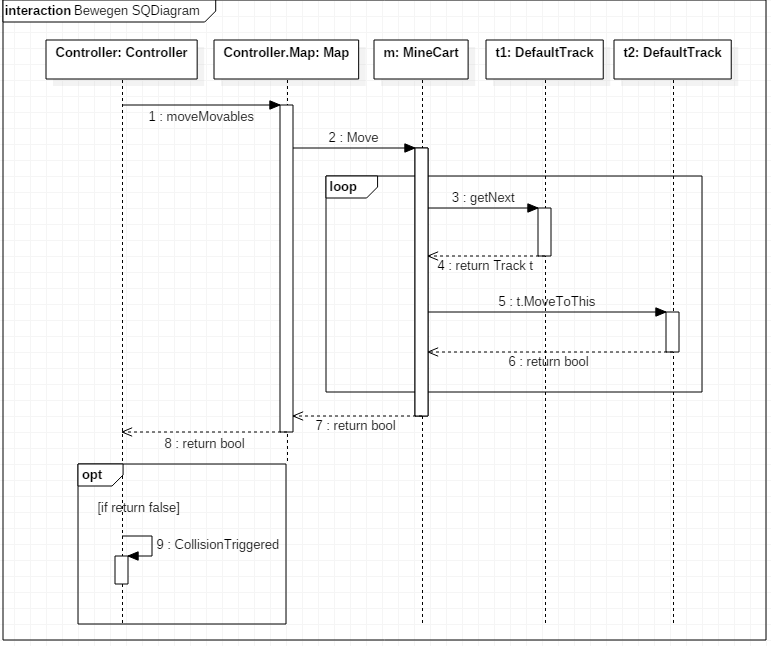 interaction Bewegen SQDiagram
Controller: Controller
Controller.Map: Map
m: MineCart
t1: DefaultTrack
t2: DefaultTrack
1 : moveMovables
2 : Move
loop
3 : getNext
4 : return Track t
5 : t.MoveToThis
6 : return bool
7 : return bool
8 : return bool
opt
[if return false]
9 : CollisionTriggered